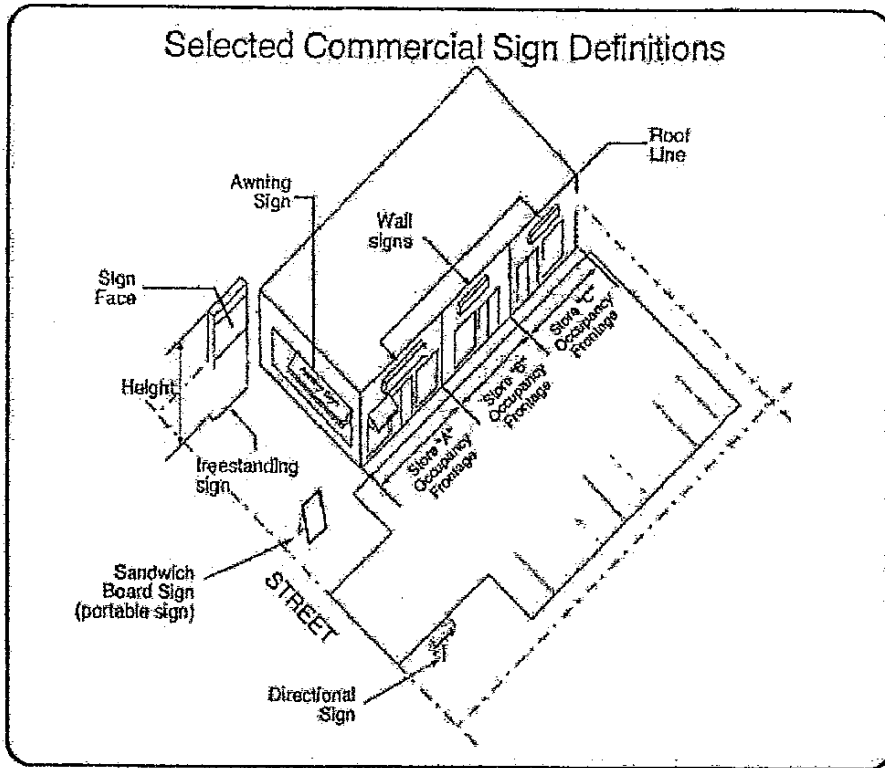 Selected Commercial Sign Definitions
Roof
Line
Awning
Sign
Wall
signs
Sign
Face
Height
freestanding
sign
Store "A"
Occupancy
Frontage
Store "B"
Occupancy
Frontage
Store "C"
Occupancy
Frontage
Sandwich
Board Sign
(portable sign)
STREET
Directional
Sign